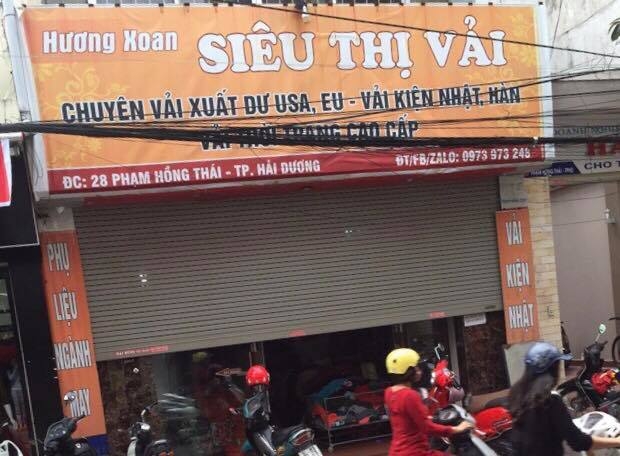 Hương Xoan
SIÊU THỊ VẢI
CHUYÊN VẢI XUẤT DƯ USA, EU - VẢI KIỆN NHẬT, HÀN
VẢI THỜI TRANG CAO CẤP
ĐC: 28 PHẠM HỒNG THÁI - TP. HẢI DƯƠNG
ĐT/FB/ZALO: 0973 973 245
PHỤ
LIỆU
NGÀNH
MAY
VẢI
KIỆN
NHẬT
CHO T